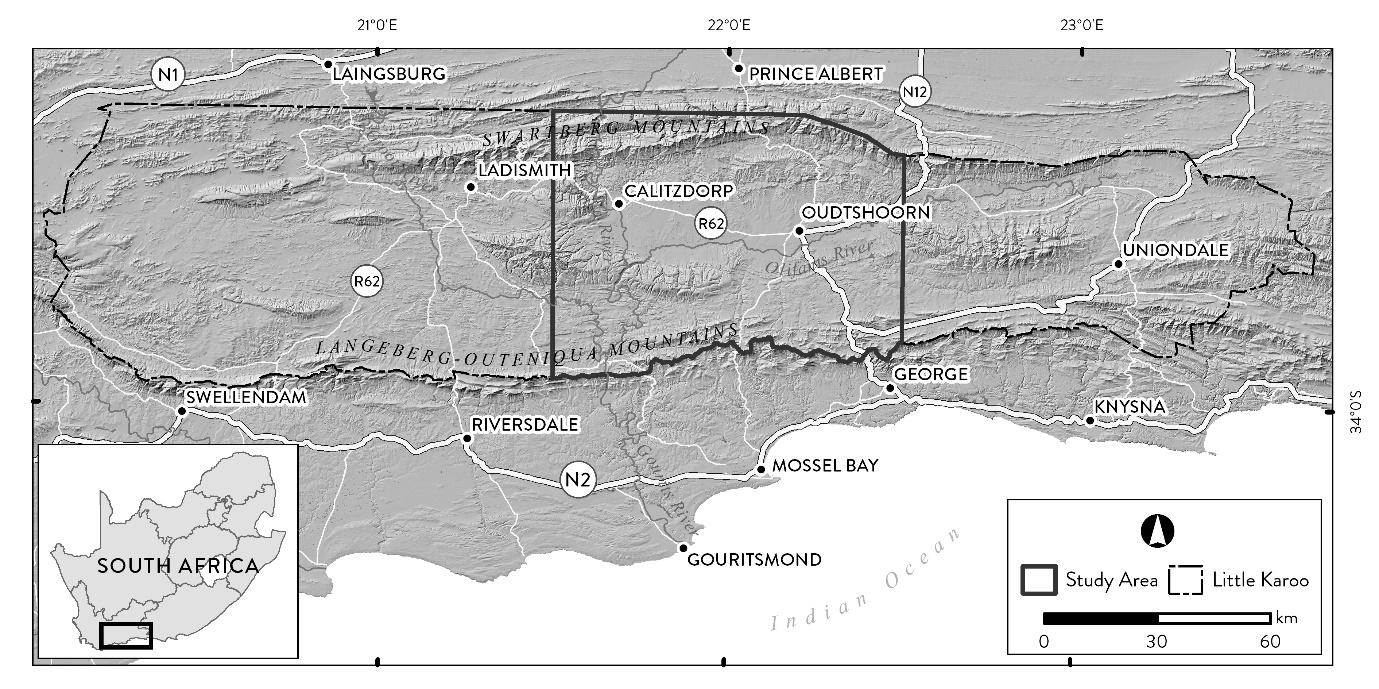 21°0'E
22°0'E
23°0'E
N1
LAINGSBURG
PRINCE ALBERT
N12
SWARTBERG MOUNTAINS
LADISMITH
CALITZDORP
R62
OUDTSHOORN
Olifants River
UNIONDALE
R62
LANGEBERG-OUTENIQUA MOUNTAINS
GEORGE
SWELLENDAM
KNYSNA
34°0'S
RIVERSDALE
MOSSEL BAY
N2
Gourits River
GOURITSMOND
SOUTH AFRICA
Indian Ocean
Study Area
Little Karoo
km
0
30
60